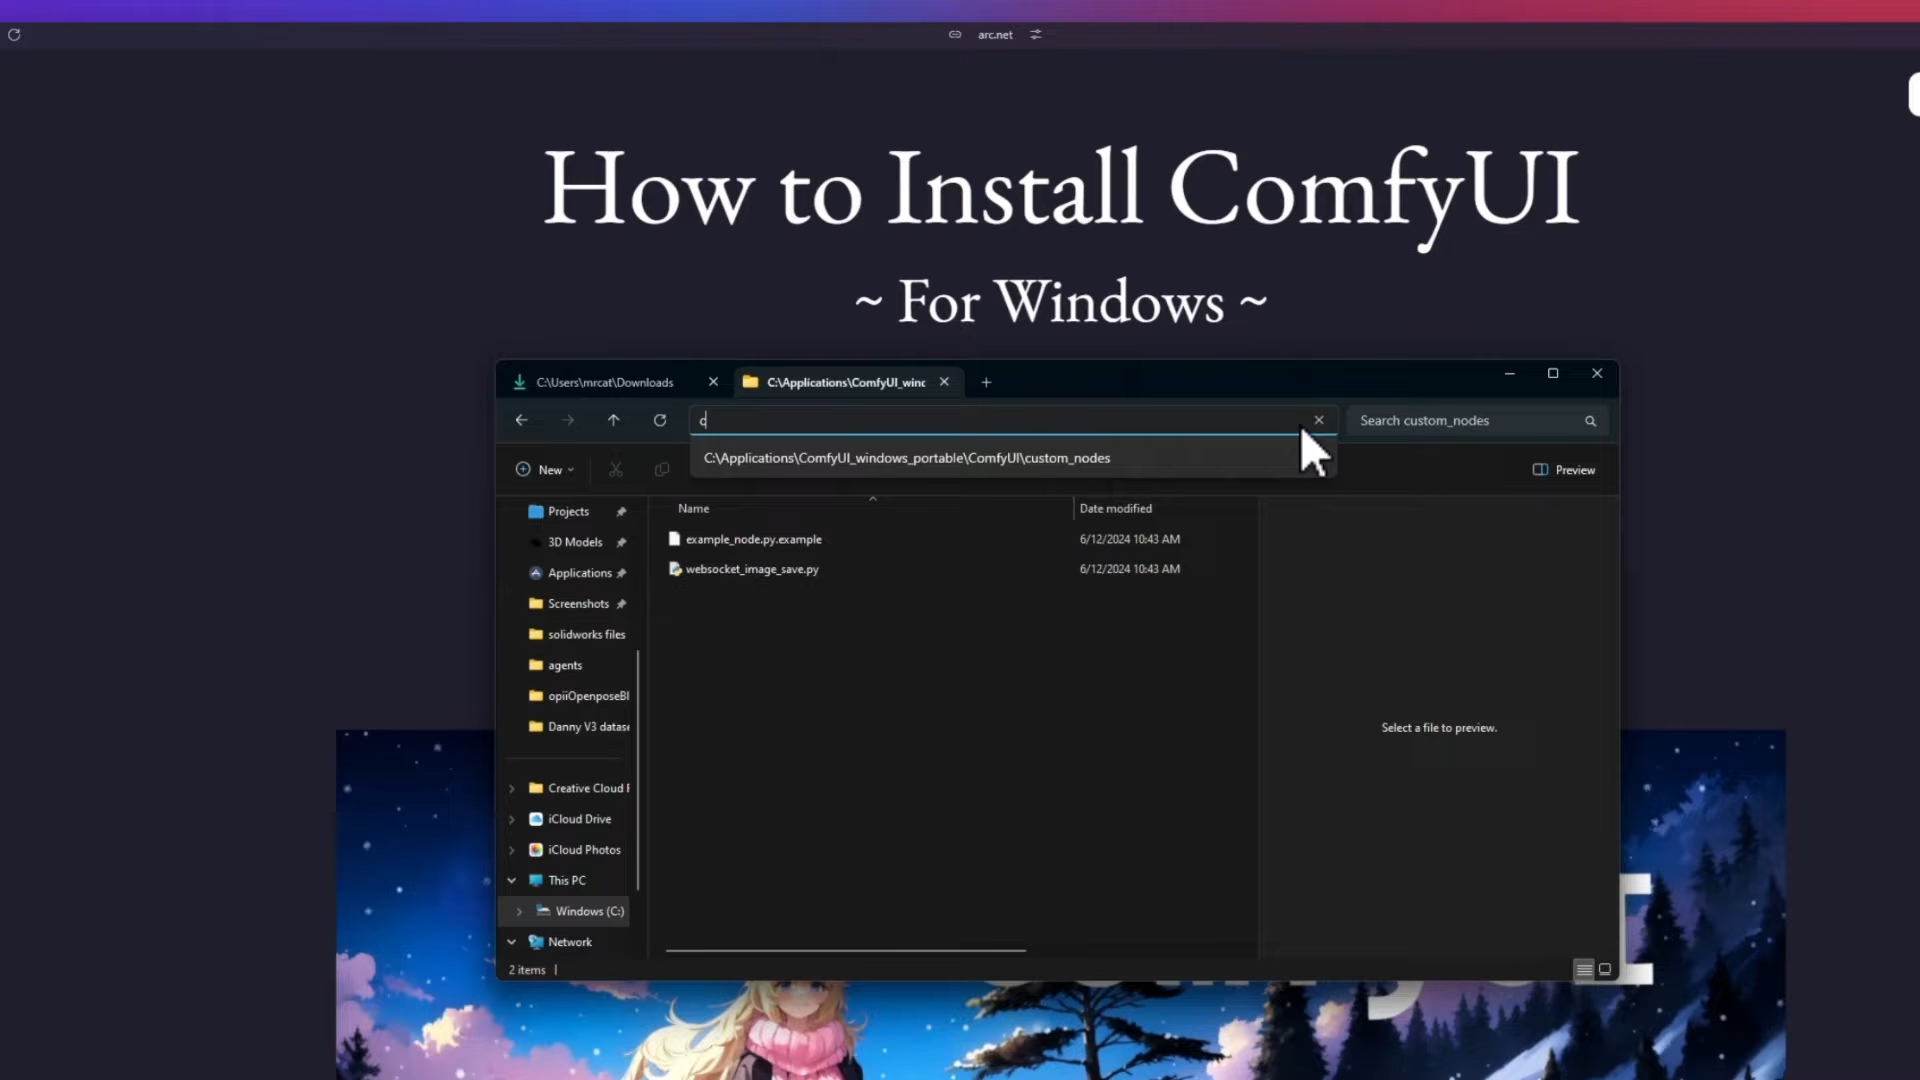 arc.net
How to Install ComfyUI
~ For Windows ~
C:\Users\mrcat\Downloads
C:\Applications\ComfyUI_winc
c
Search custom_nodes
C:\Applications\ComfyUI_windows_portable\ComfyUI\custom_nodes
New
Preview
Name
Date modified
example_node.py.example
6/12/2024 10:43 AM
websocket_image_save.py
6/12/2024 10:43 AM
Projects
3D Models
Applications
Screenshots
solidworks files
agents
opiiOpenposeBl
Danny V3 datase
Creative Cloud F
iCloud Drive
iCloud Photos
This PC
Windows (C:)
Network
Select a file to preview.
2 items